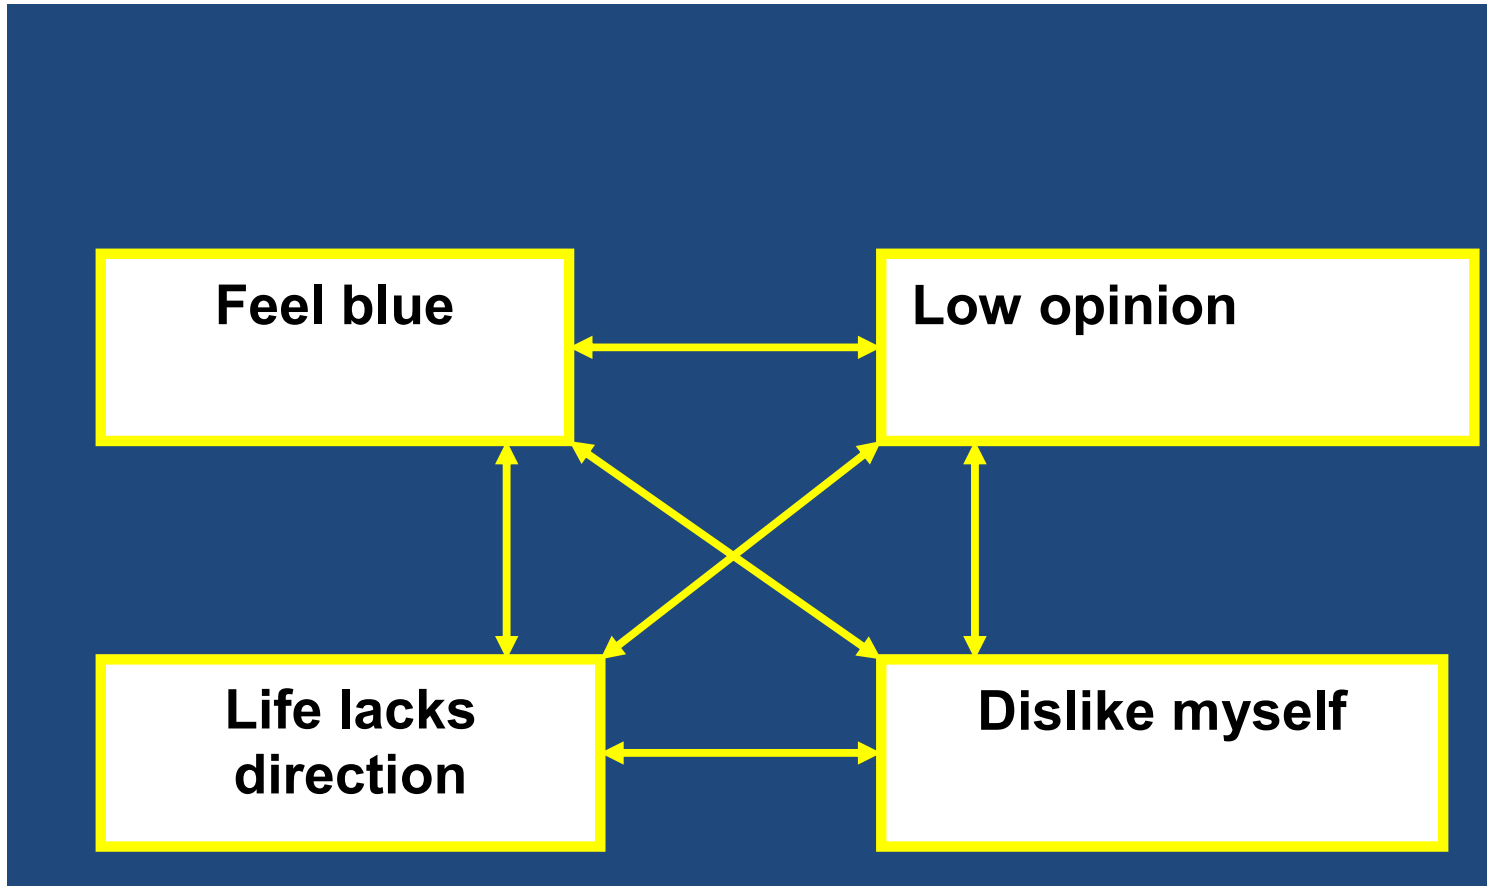 Feel blue
Low opinion
Life lacks
direction
Dislike myself